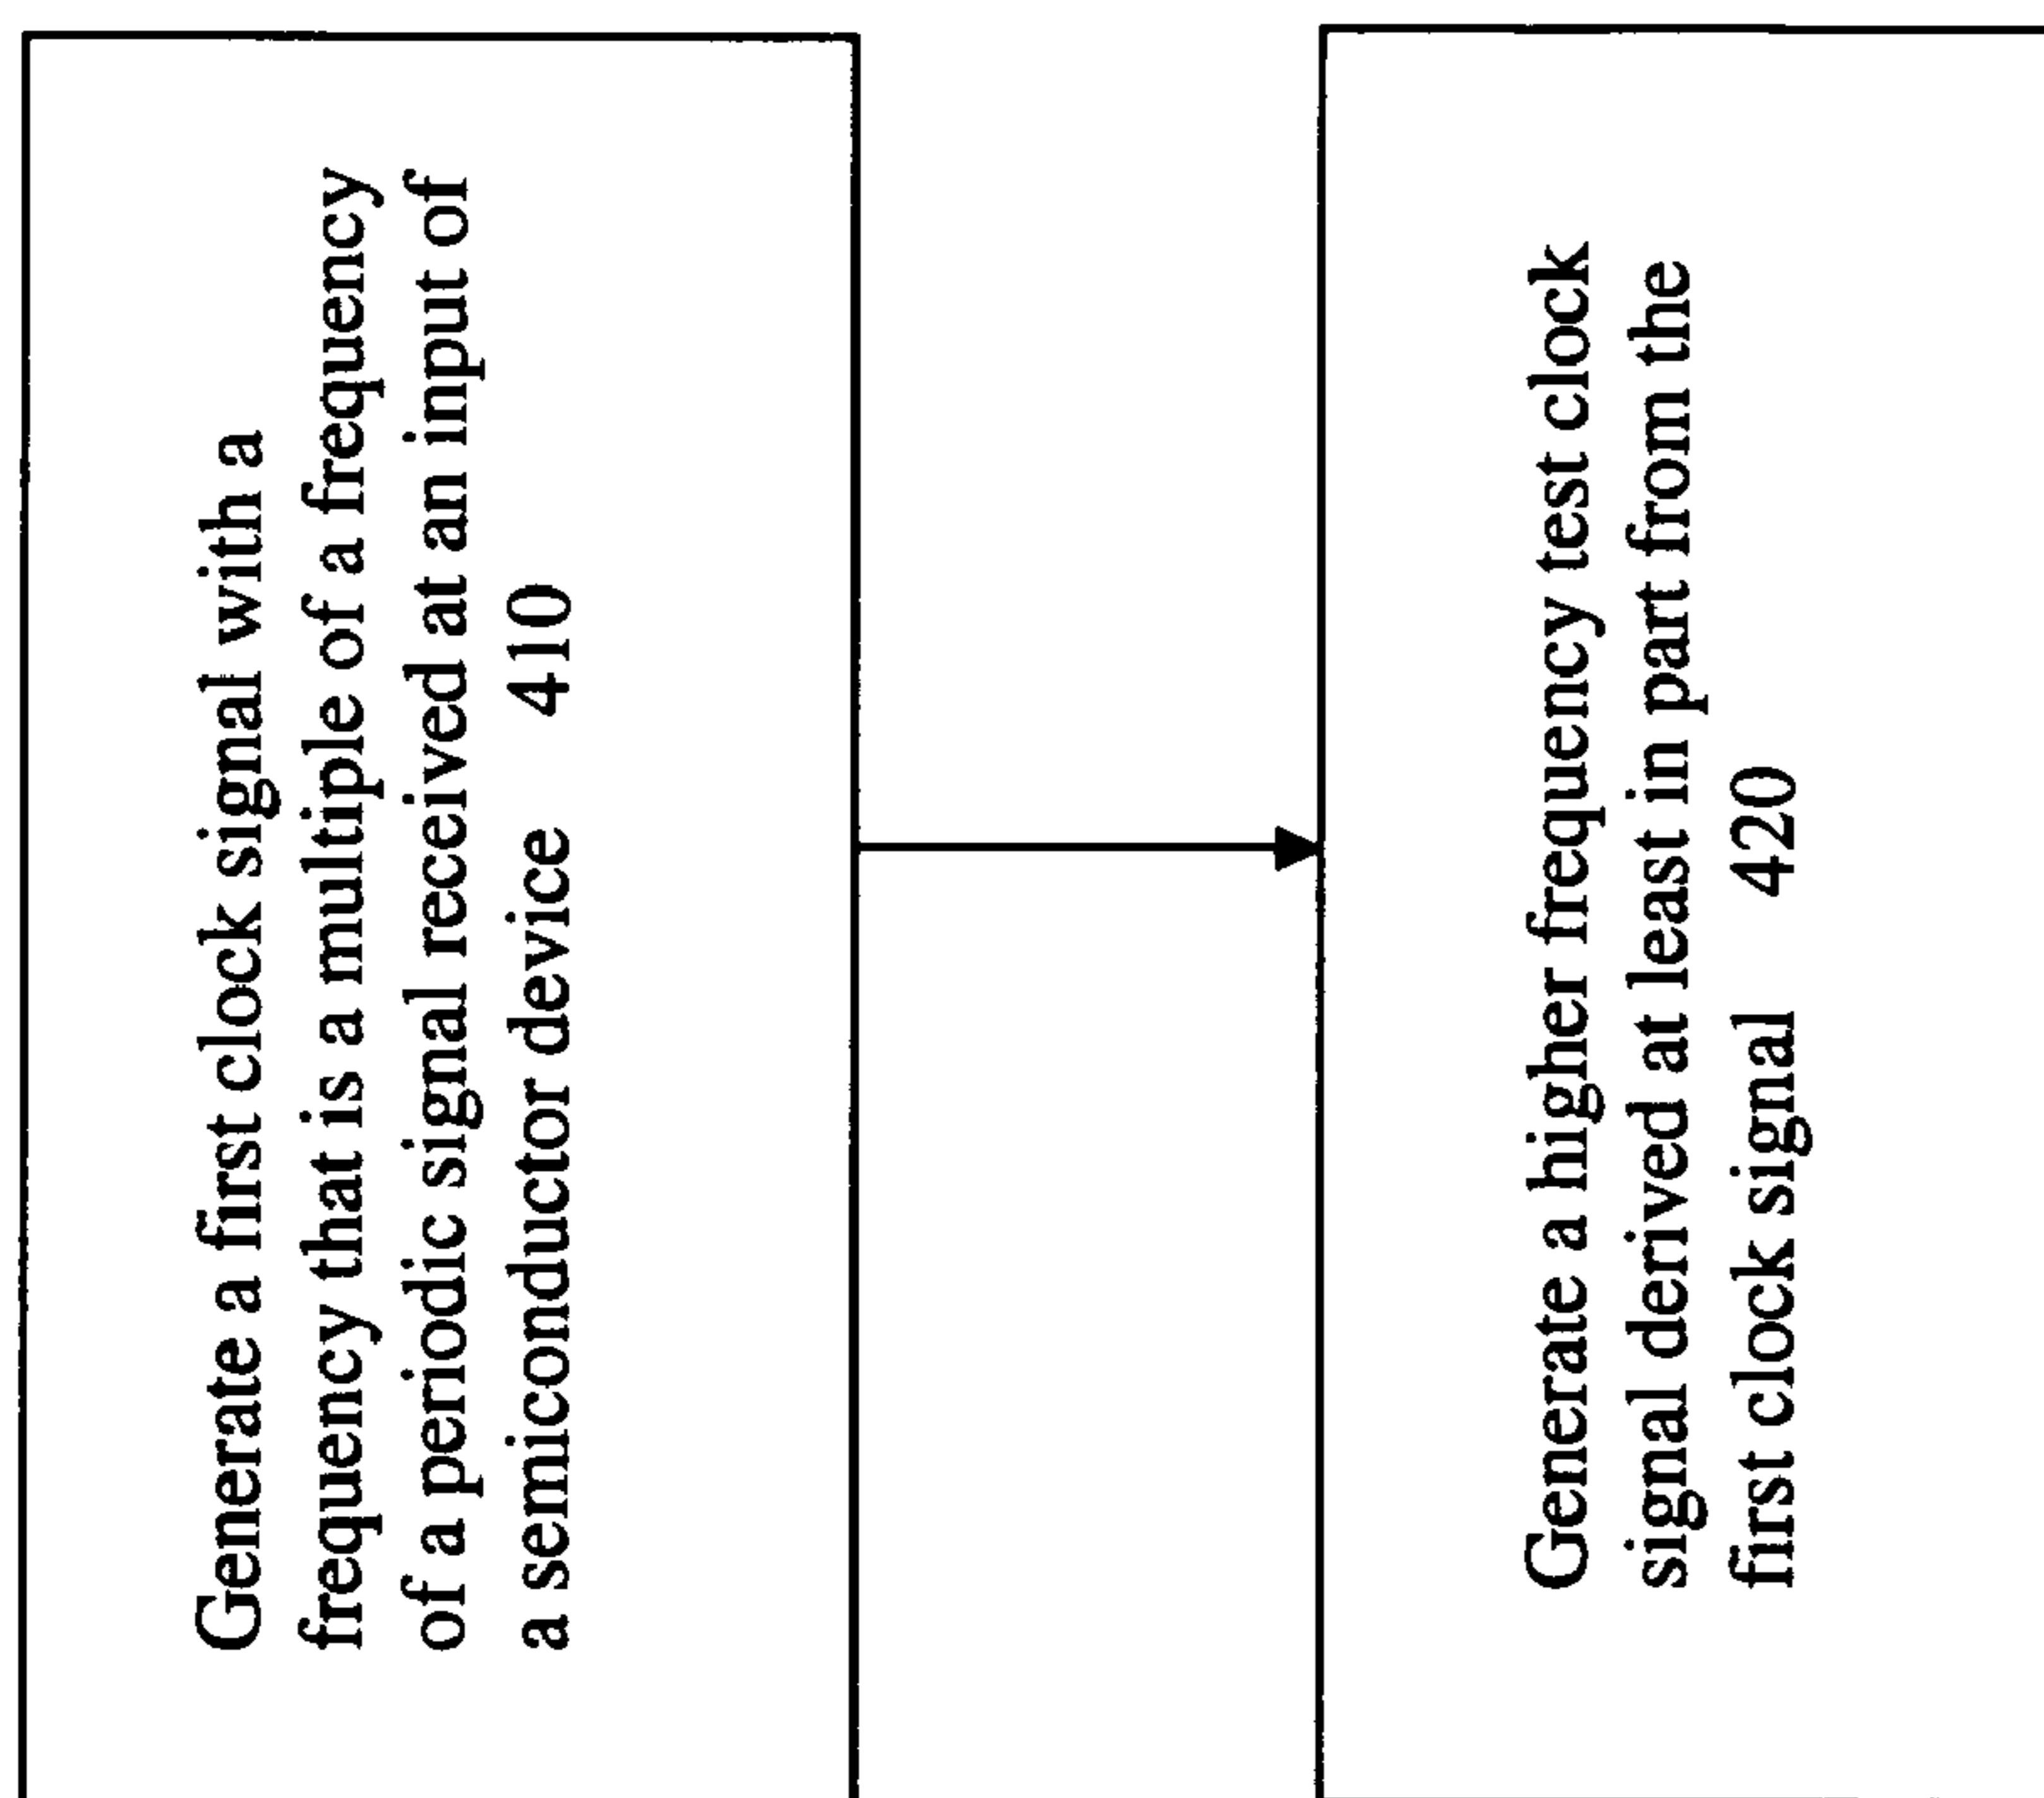 Generate a first clock signal with a
frequency that is a multiple of a frequency
of a periodic signal received at an input of
a semiconductor device 410
Generate a higher frequency test clock
signal derived at least in part from the
first clock signal 420